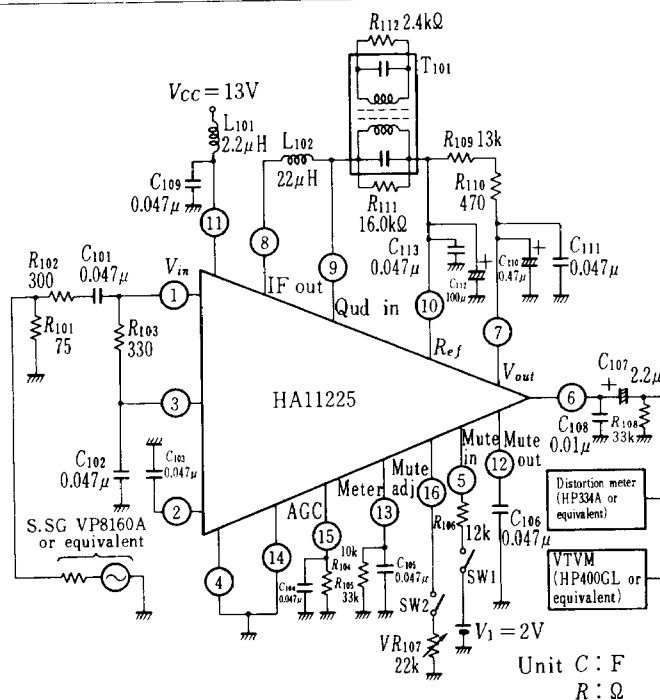 R112 2.4kΩ
T101
VCC = 13V
L101
2.2μH
L102
22μH
R109 13k
R110
470
C109
0.047μ
R111
16.0kΩ
C113
0.047μ
C112
100μ
C110
0.47μ
C111
0.047μ
11
8
9
10
7
R102
300
C101
0.047μ
Vin
1
IF out
Qud in
Ref
Vout
R101
75
R103
330
3
HA11225
6
C107
2.2μ
C108
0.01μ
R108
33k
C102
0.047μ
C103
0.047μ
2
Mute
in
Mute
out
12
5
Mute
adj
16
Meter
13
AGC
15
14
4
Distortion meter
(HP334A or
equivalent)
C106
0.047μ
R106
12k
SW1
S.SG VP8160A
or equivalent
C104
0.047μ
R104
10k
R105
33k
C105
0.047μ
SW2
VR107
22k
V1 = 2V
VTVM
(HP400GL or
equivalent)
Unit C : F
R : Ω